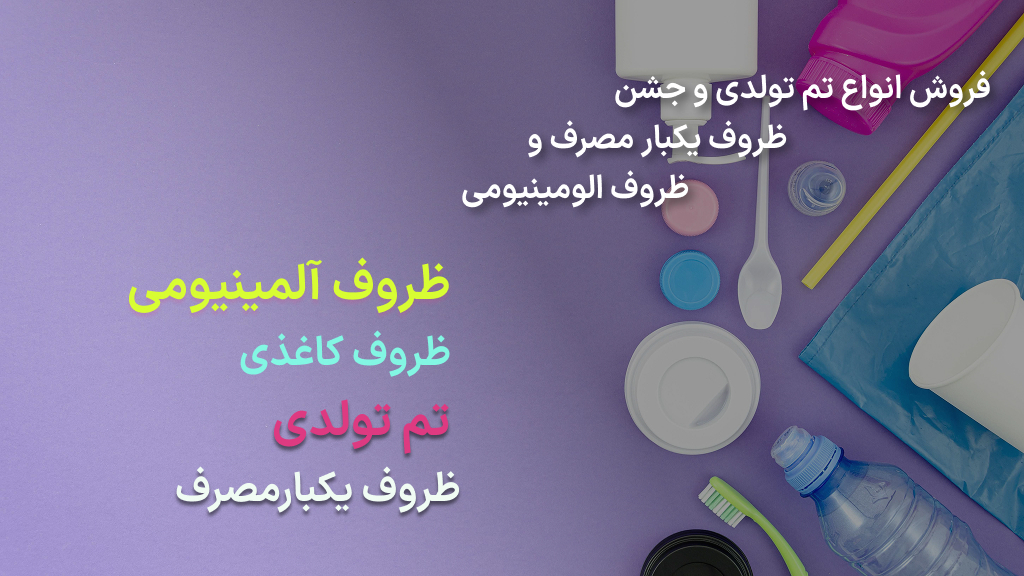 فروش انواع تم تولدی و جشن
ظروف یکبار مصرف و
ظروف الومینیومی
ظروف آلمینیومی
ظروف کاغذی
تم تولدی
ظروف یکبارمصرف